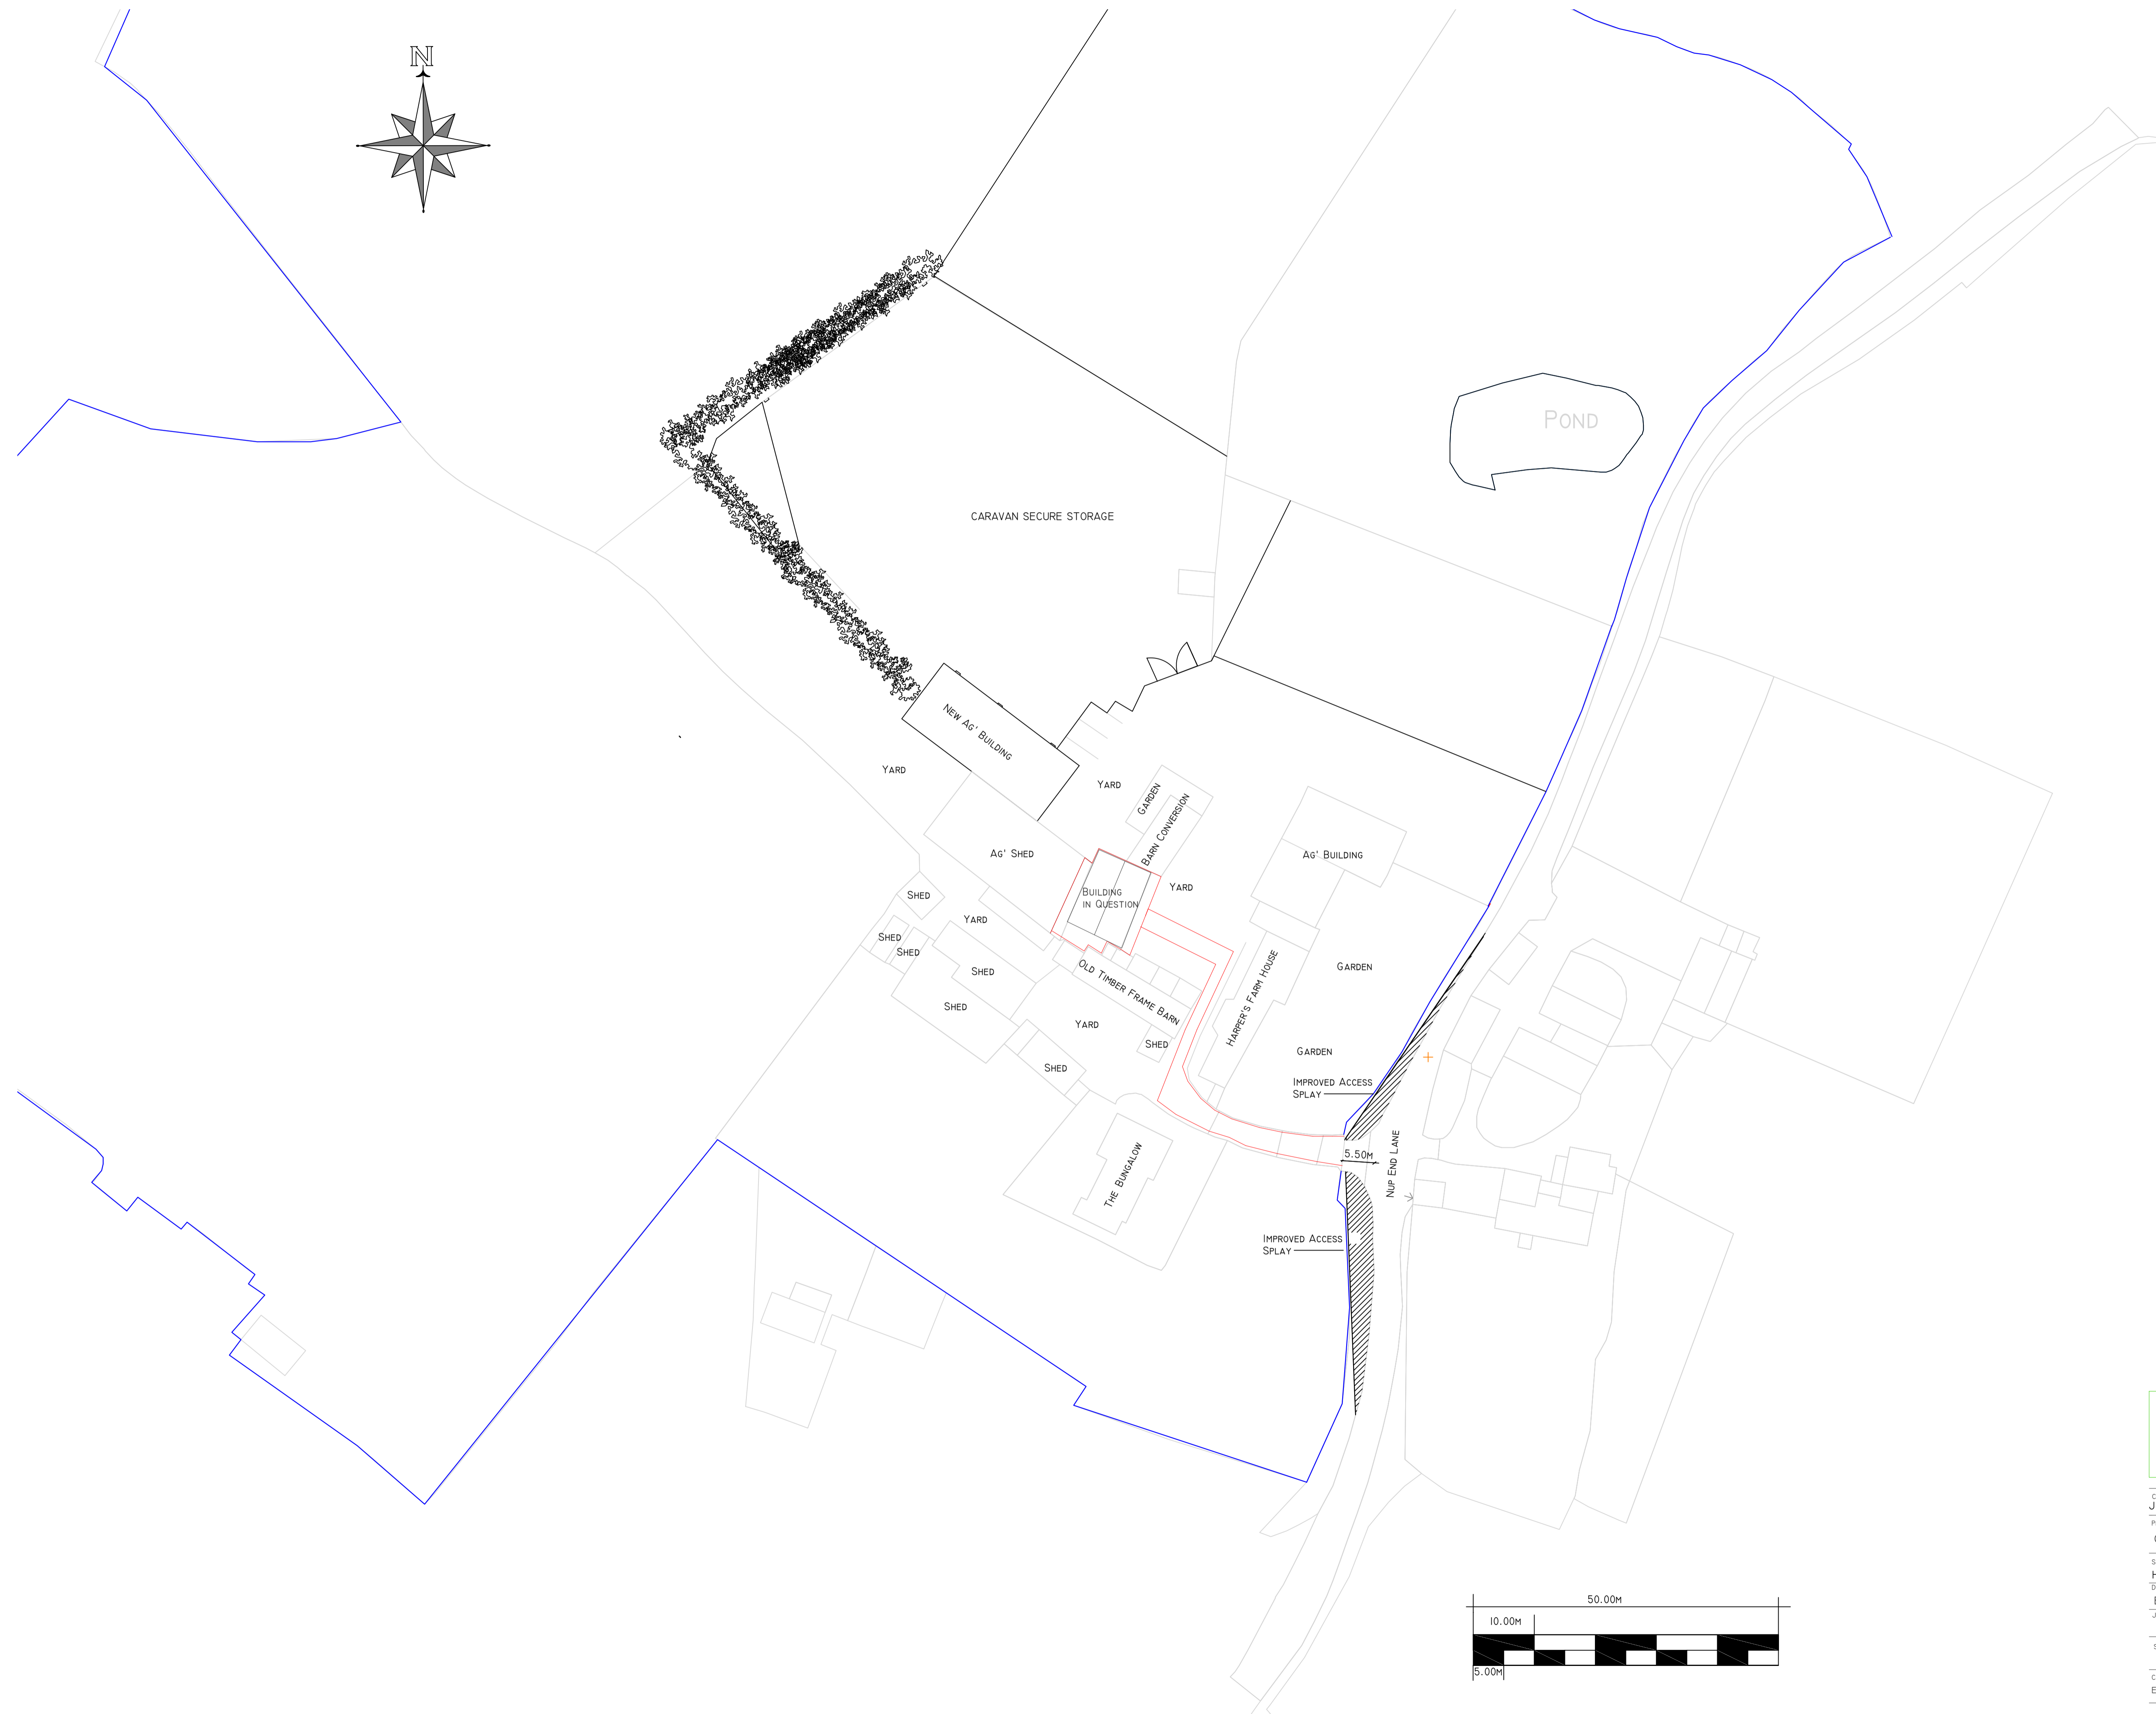 N
POND
CARAVAN SECURE STORAGE
NEW AG' BUILDING
YARD
YARD
GARDEN
BARN CONVERSION
AG' SHED
AG' BUILDING
BUILDING
IN QUESTION
YARD
SHED
YARD
SHED
SHED
SHED
SHED
OLD TIMBER FRAME BARN
HARPER'S FARM HOUSE
GARDEN
YARD
SHED
SHED
GARDEN
IMPROVED ACCESS
SPLAY
5.50M
NUP END LANE
THE BUNGALOW
IMPROVED ACCESS
SPLAY
50.00M
10.00M
5.00M